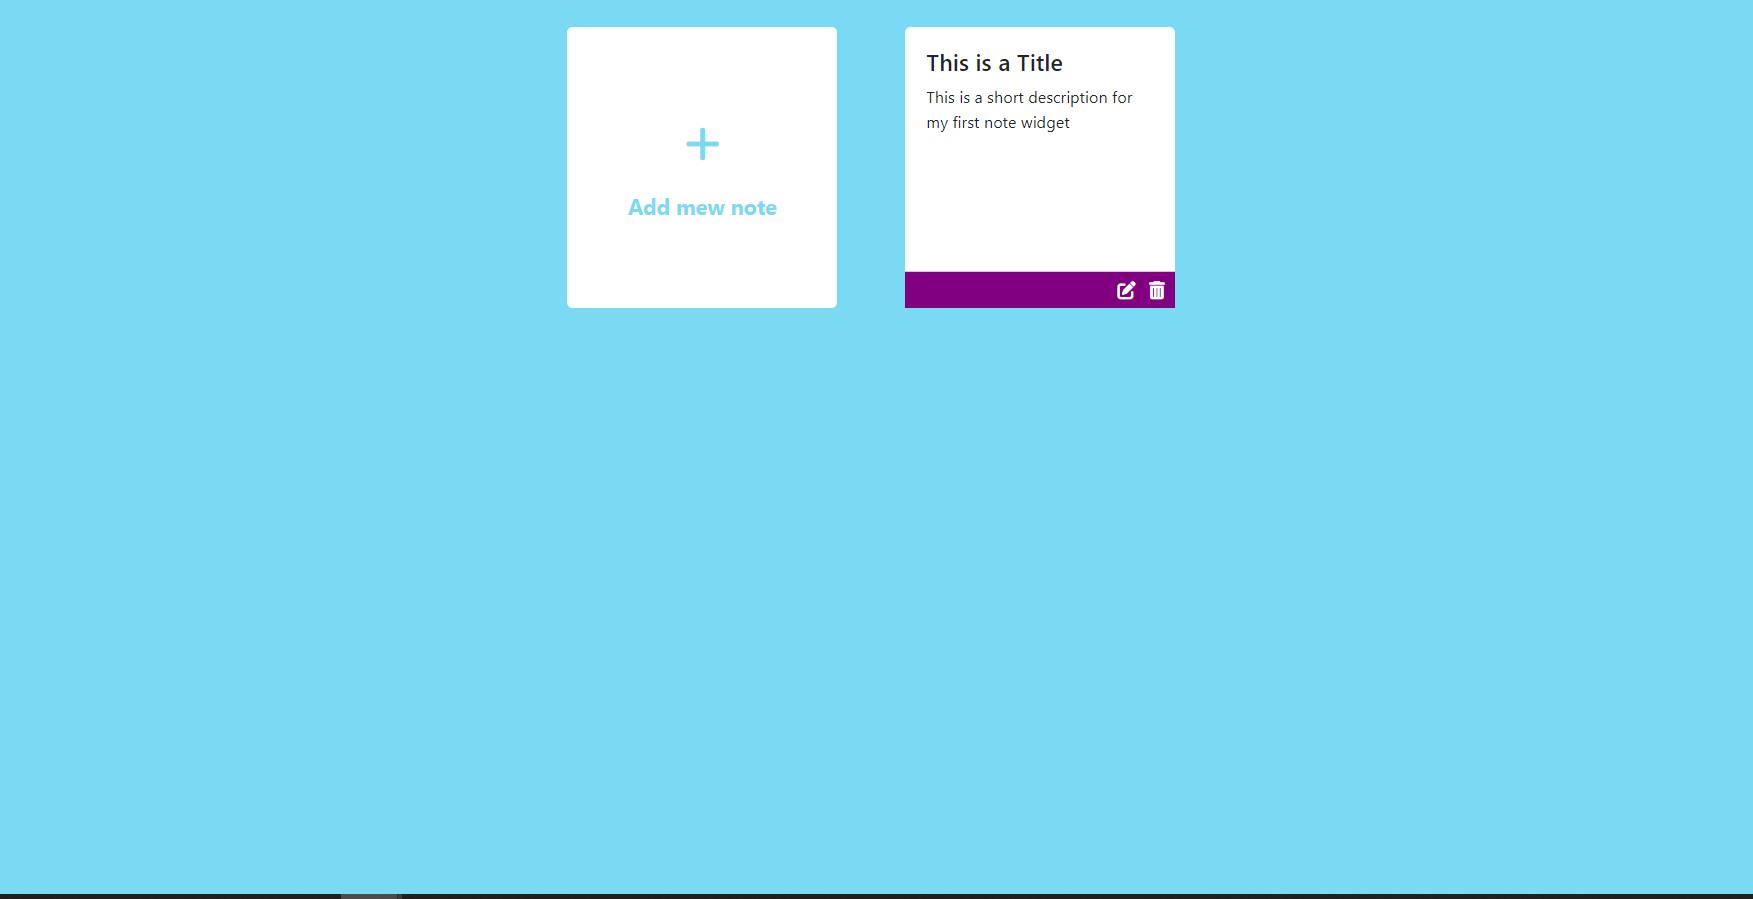 Add mew note
This is a Title
This is a short description for
my first note widget